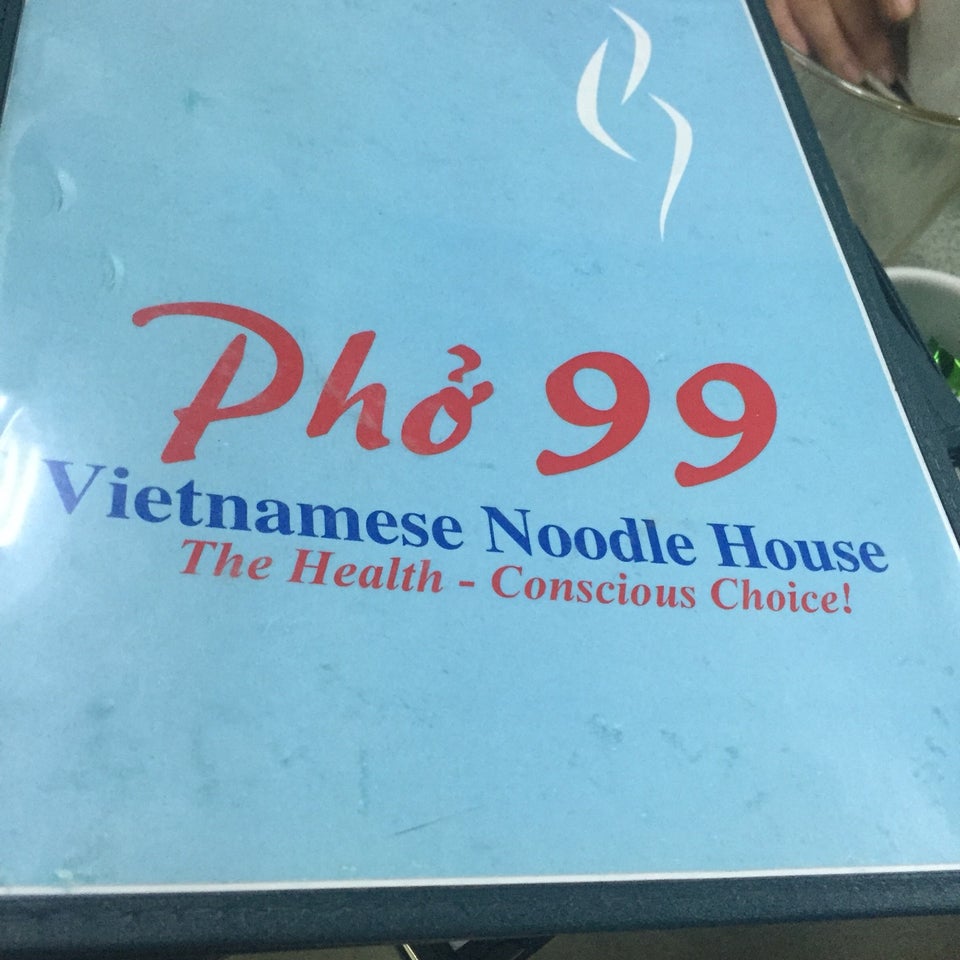 Phở 99
Vietnamese Noodle House
The Health - Conscious Choice!